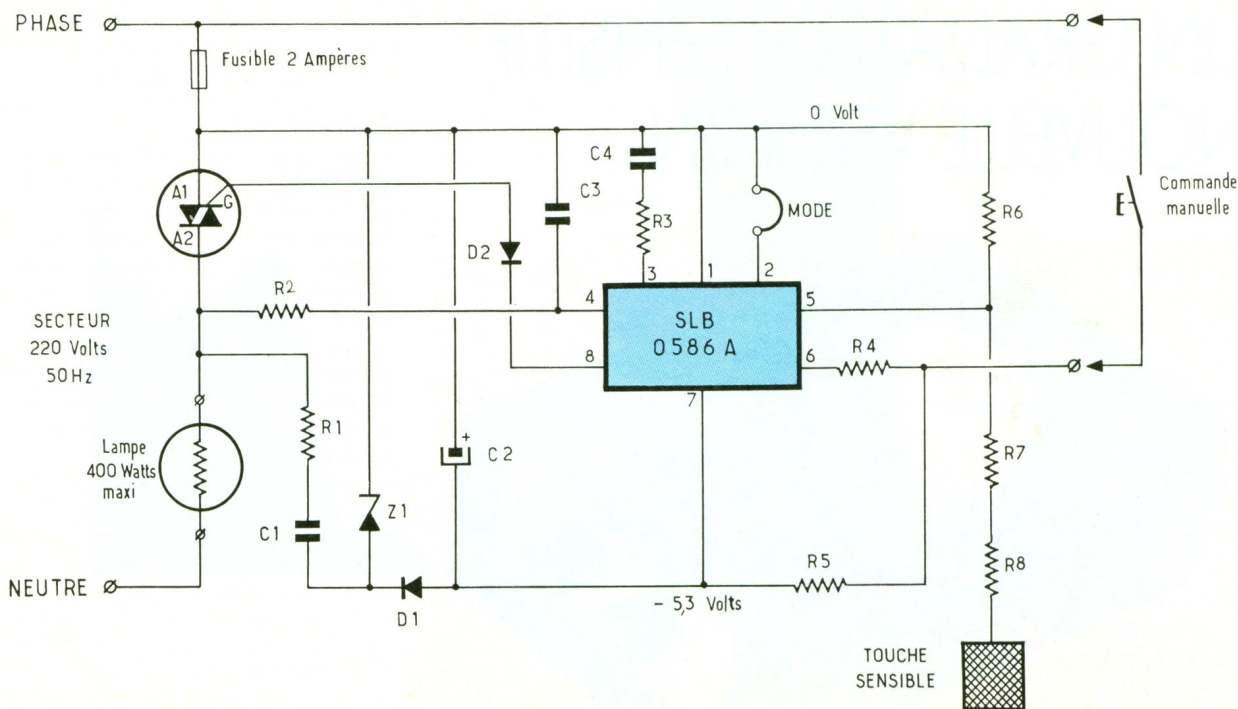 PHASE
Fusible 2 Ampères
0 Volt
C4
C3
A1
G
A2
R3
MODE
R6
Commande
manuelle
D2
3
1
2
R2
4
5
SLB
0586 A
SECTEUR
220 Volts
50Hz
8
6
R4
7
R1
Lampe
400 Watts
maxi
+
C2
R7
Z1
C1
R5
R8
NEUTRE
D1
- 5,3 Volts
TOUCHE
SENSIBLE